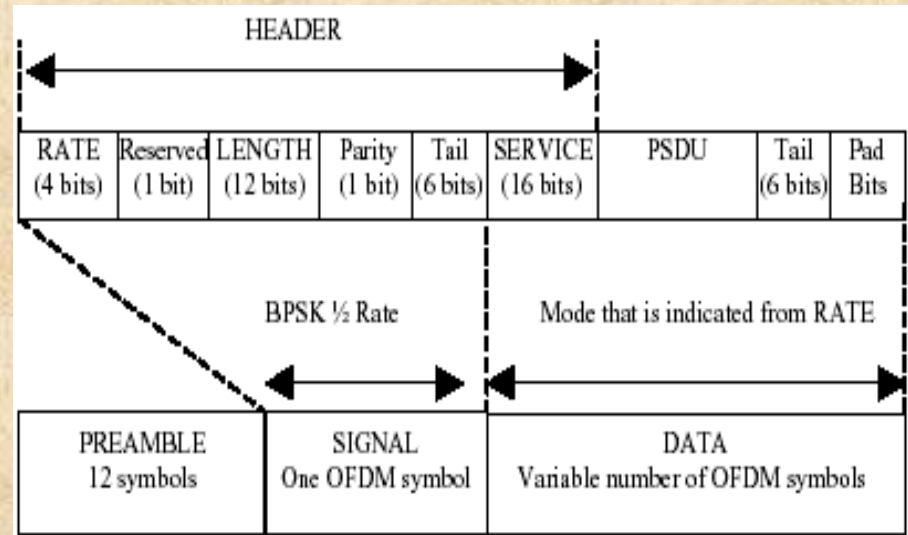 HEADER
RATE Reserved LENGTH Parity Tail SERVICE PSDU Tail Pad
(4 bits) (1 bit) (12 bits) (1 bit) (6 bits) (16 bits) (6 bits) Bits
BPSK ½ Rate Mode that is indicated from RATE
PREAMBLE SIGNAL DATA
12 symbols One OFDM symbol Variable number of OFDM symbols